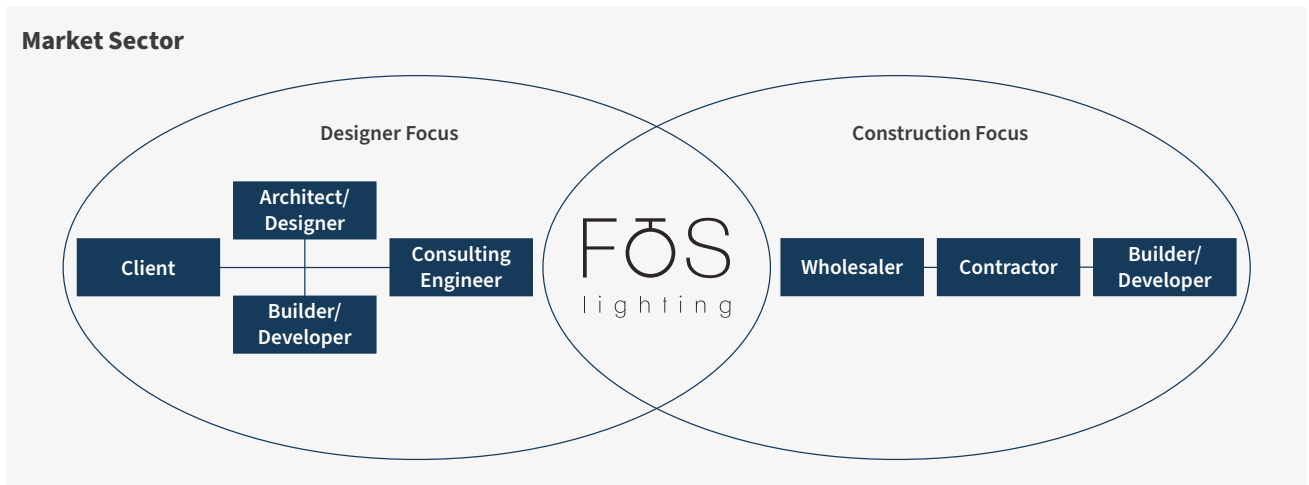 Market Sector
Designer Focus
Construction Focus
Client
Architect/
Designer
Builder/
Developer
Consulting
Engineer
FōS
lighting
Wholesaler
Contractor
Builder/
Developer